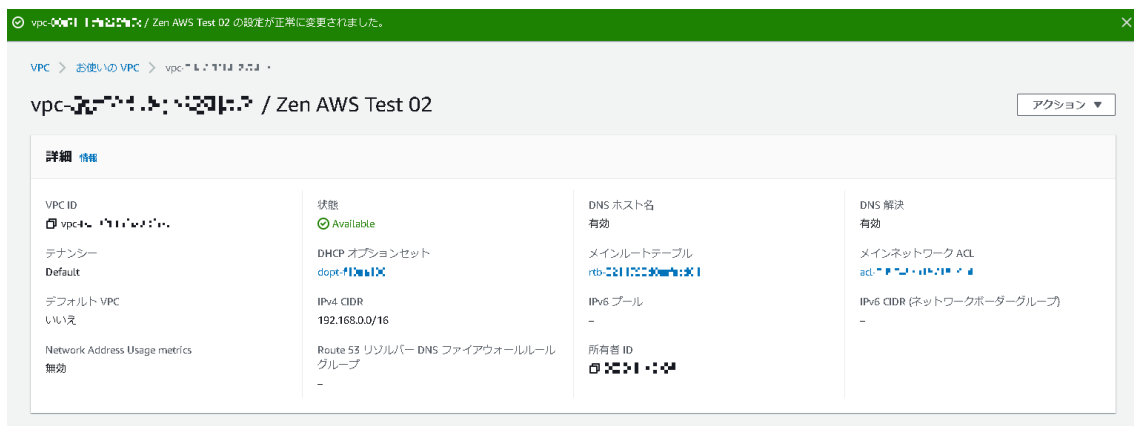 vpc- / Zen AWS Test 02 の設定が正常に変更されました。
VPC > お使いの VPC > vpc-
vpc- / Zen AWS Test 02
アクション ▼
詳細 情報
VPC ID
vpc-
状態
Available
DNS ホスト名
有効
DNS 解決
有効
テナンシー
Default
DHCP オプションセット
dopt-
メインルートテーブル
rtb-
メインネットワーク ACL
acl-
デフォルト VPC
いいえ
IPv4 CIDR
192.168.0.0/16
IPv6 プール
–
IPv6 CIDR (ネットワークボーダーグループ)
–
Network Address Usage metrics
無効
Route 53 リゾルバー DNS ファイアウォールルール
グループ
–
所有者 ID